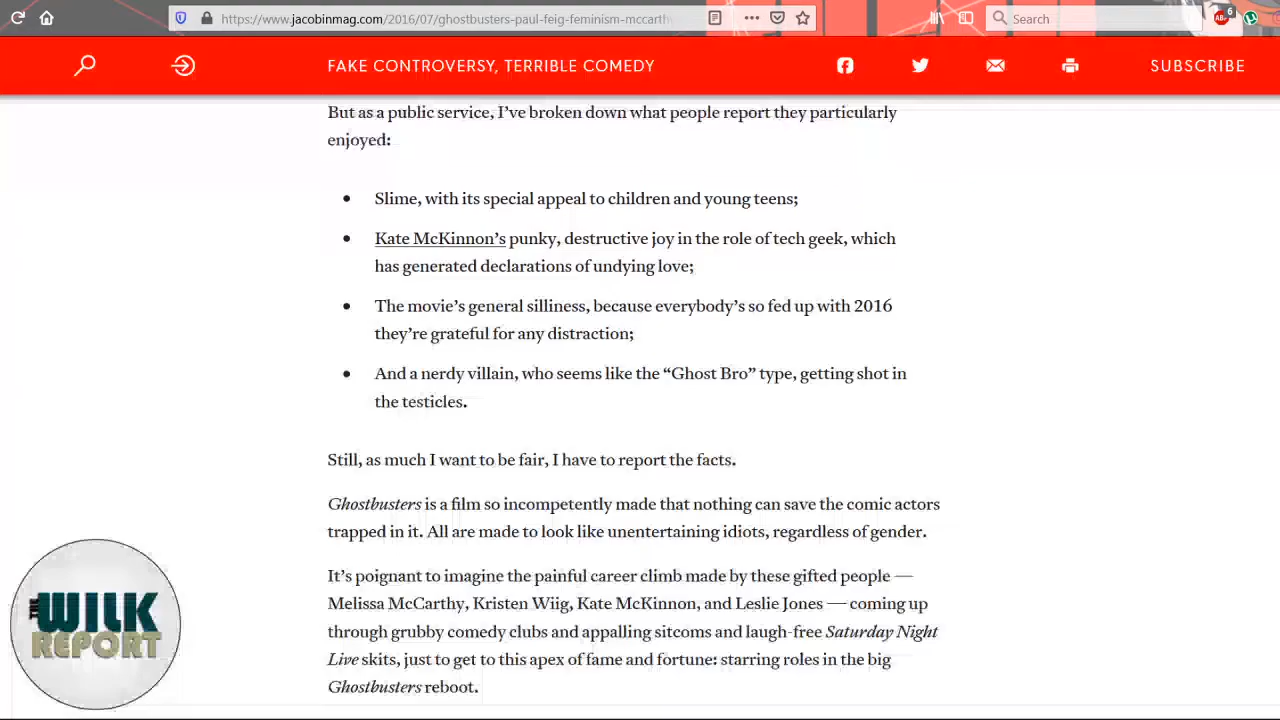 https://www.jacobinmag.com/2016/07/ghostbusters-paul-feig-feminism-mccarth
Search
ABP
6
FAKE CONTROVERSY, TERRIBLE COMEDY
SUBSCRIBE
But as a public service, I’ve broken down what people report they particularly
enjoyed:
• Slime, with its special appeal to children and young teens;
• Kate McKinnon’s punky, destructive joy in the role of tech geek, which
has generated declarations of undying love;
• The movie’s general silliness, because everybody’s so fed up with 2016
they’re grateful for any distraction;
• And a nerdy villain, who seems like the “Ghost Bro” type, getting shot in
the testicles.
Still, as much I want to be fair, I have to report the facts.
Ghostbusters is a film so incompetently made that nothing can save the comic actors
trapped in it. All are made to look like unentertaining idiots, regardless of gender.
It’s poignant to imagine the painful career climb made by these gifted people —
Melissa McCarthy, Kristen Wiig, Kate McKinnon, and Leslie Jones — coming up
through grubby comedy clubs and appalling sitcoms and laugh-free Saturday Night
Live skits, just to get to this apex of fame and fortune: starring roles in the big
Ghostbusters reboot.
THE
WILK
REPORT